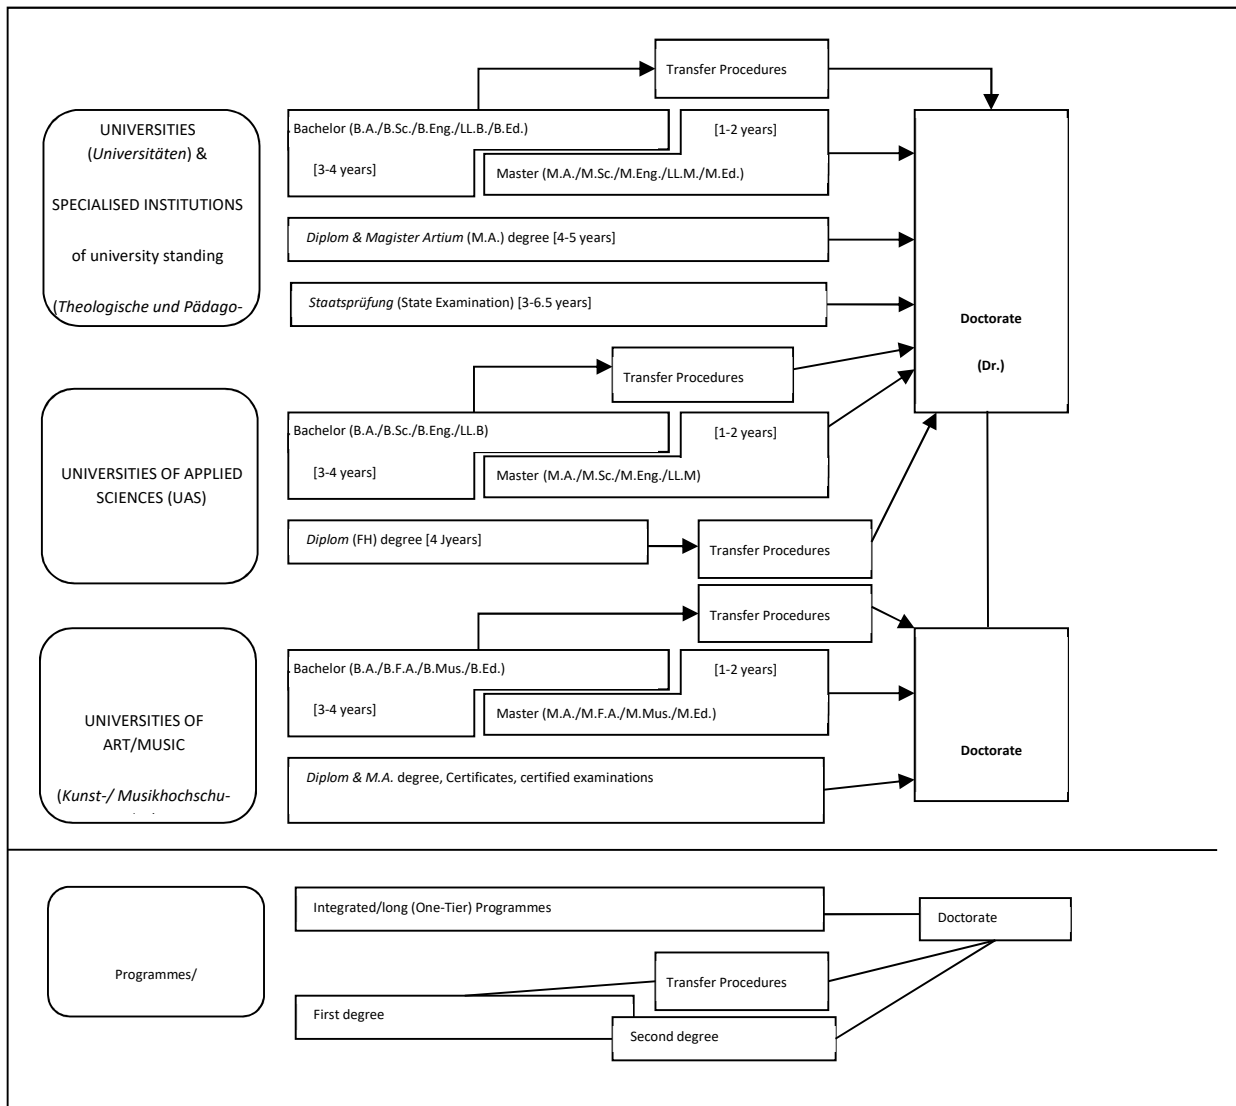 Transfer Procedures
UNIVERSITIES
(Universitäten) &
SPECIALISED INSTITUTIONS
of university standing
(Theologische und Pädago-
. Bachelor (B.A./B.Sc./B.Eng./LL.B./B.Ed.)
[1-2 years]
[3-4 years]
Master (M.A./M.Sc./M.Eng./LL.M./M.Ed.)
Diplom & Magister Artium (M.A.) degree [4-5 years]
Staatsprüfung (State Examination) [3-6.5 years]
Doctorate
(Dr.)
Transfer Procedures
UNIVERSITIES OF APPLIED
SCIENCES (UAS)
. Bachelor (B.A./B.Sc./B.Eng./LL.B)
[1-2 years]
[3-4 years]
Master (M.A./M.Sc./M.Eng./LL.M)
Diplom (FH) degree [4 Jyears]
Transfer Procedures
Transfer Procedures
UNIVERSITIES OF
ART/MUSIC
(Kunst-/ Musikhochschu-
. Bachelor (B.A./B.F.A./B.Mus./B.Ed.)
[1-2 years]
[3-4 years]
Master (M.A./M.F.A./M.Mus./M.Ed.)
Diplom & M.A. degree, Certificates, certified examinations
Doctorate
Programmes/
Integrated/long (One-Tier) Programmes
Doctorate
Transfer Procedures
First degree
Second degree